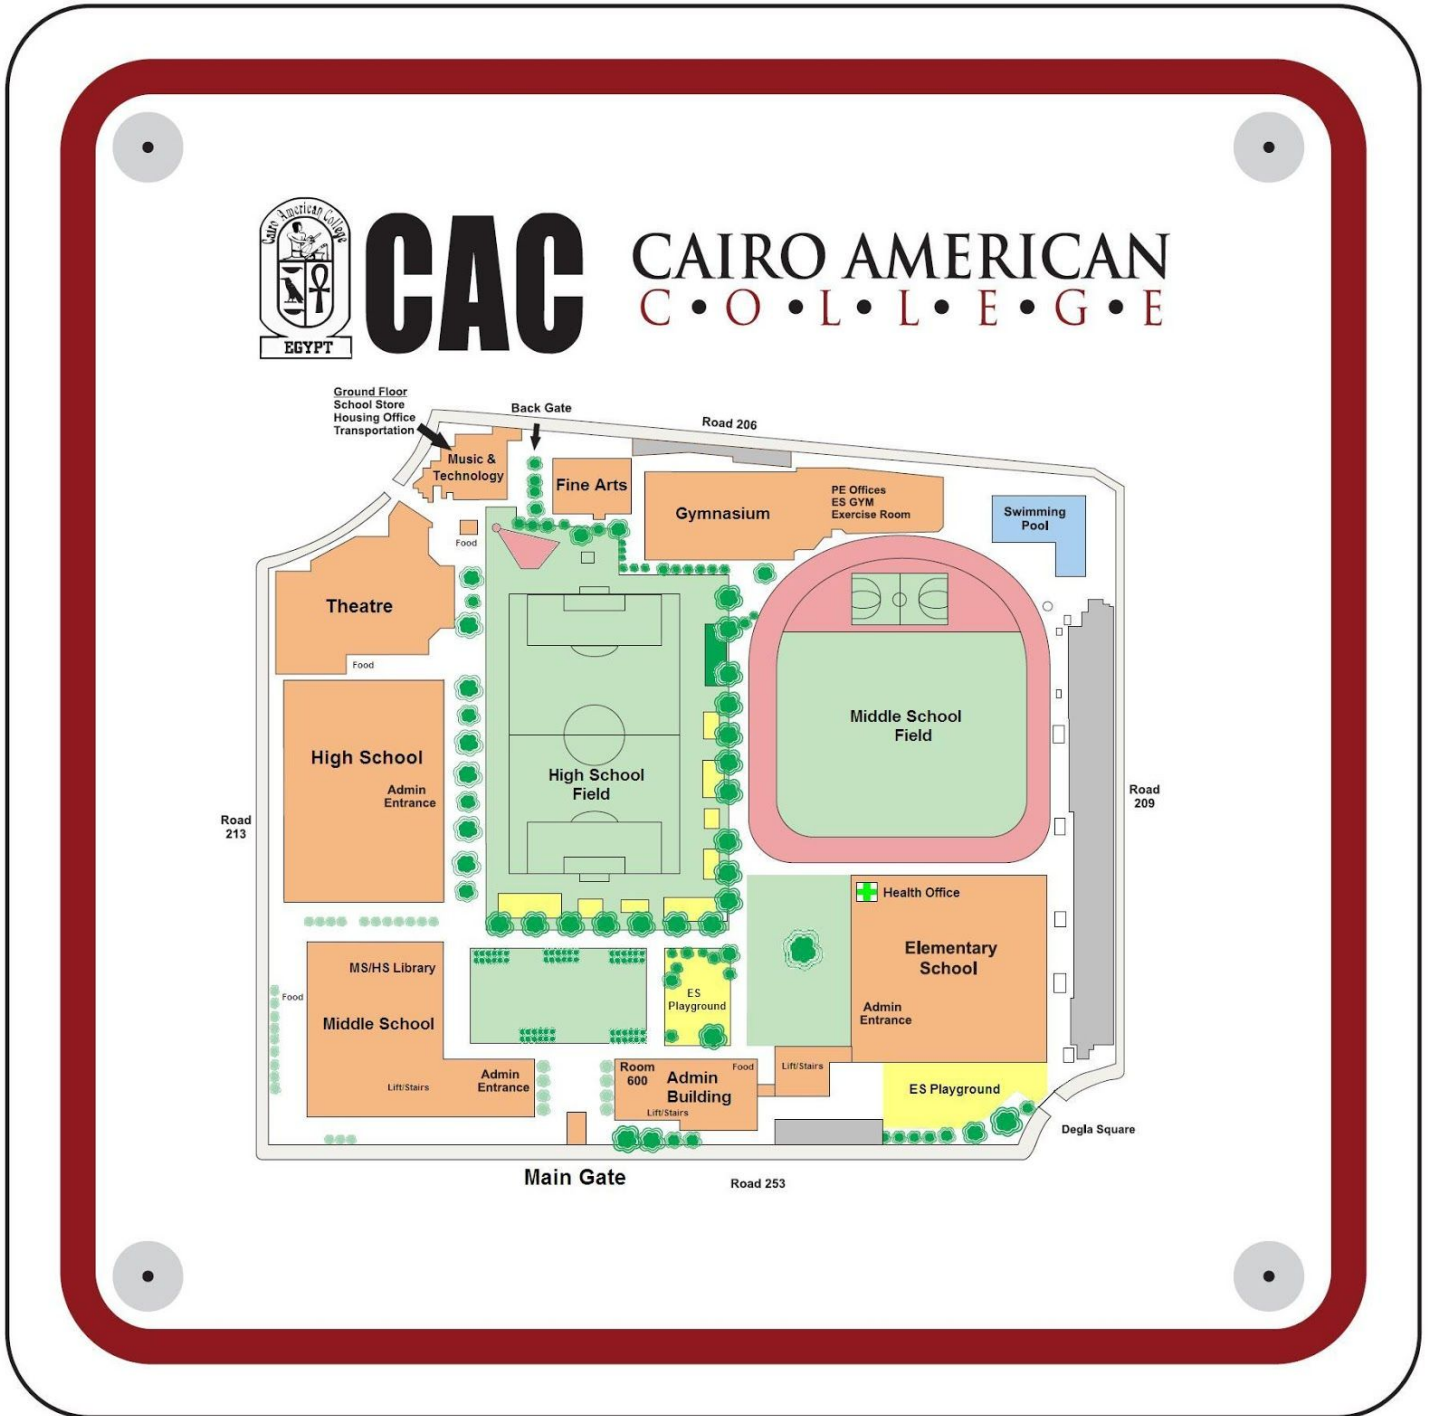 Cairo American College
EGYPT
CAC
CAIRO AMERICAN
C•O•L•L•E•G•E
Ground Floor
School Store
Housing Office
Transportation
Back Gate
Road 206
Music &
Technology
Fine Arts
Gymnasium
PE Offices
ES GYM
Exercise Room
Swimming
Pool
Food
Theatre
Food
High School
Admin
Entrance
High School
Field
Middle School
Field
Road
213
Road
209
Health Office
Elementary
School
Admin
Entrance
MS/HS Library
Food
Middle School
Lift/Stairs
Admin
Entrance
ES
Playground
Room
600
Admin
Building
Food
Lift/Stairs
Lift/Stairs
ES Playground
Degla Square
Main Gate
Road 253